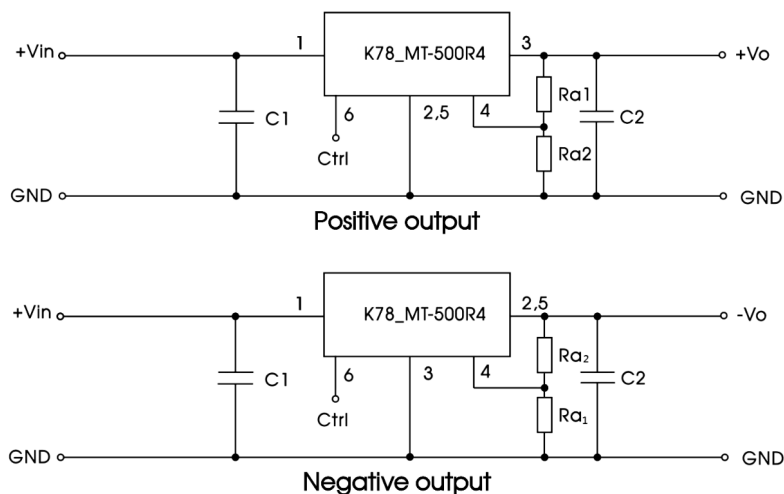 +Vin
1
K78_MT-500R4
3
+Vo
C1
6
2,5
4
Ra1
C2
Ctrl
Ra2
GND
GND
Positive output
+Vin
1
K78_MT-500R4
2,5
-Vo
C1
6
3
4
Ra₂
C2
Ctrl
Ra₁
GND
GND
Negative output